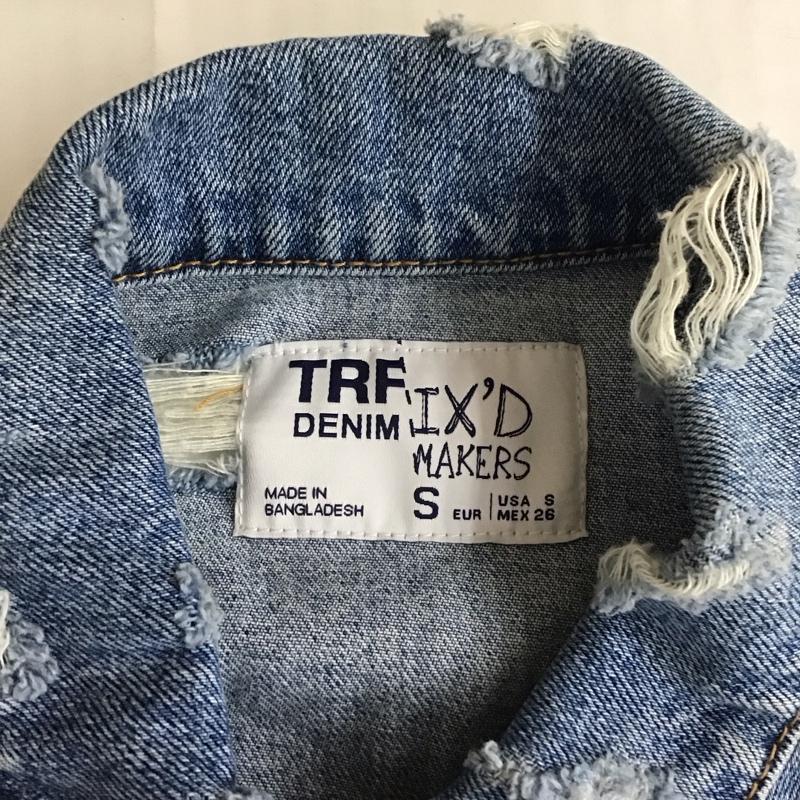 TRF
DENIM
IX'D
MAKERS
MADE IN
BANGLADESH
S EUR
USA S
MEX 26